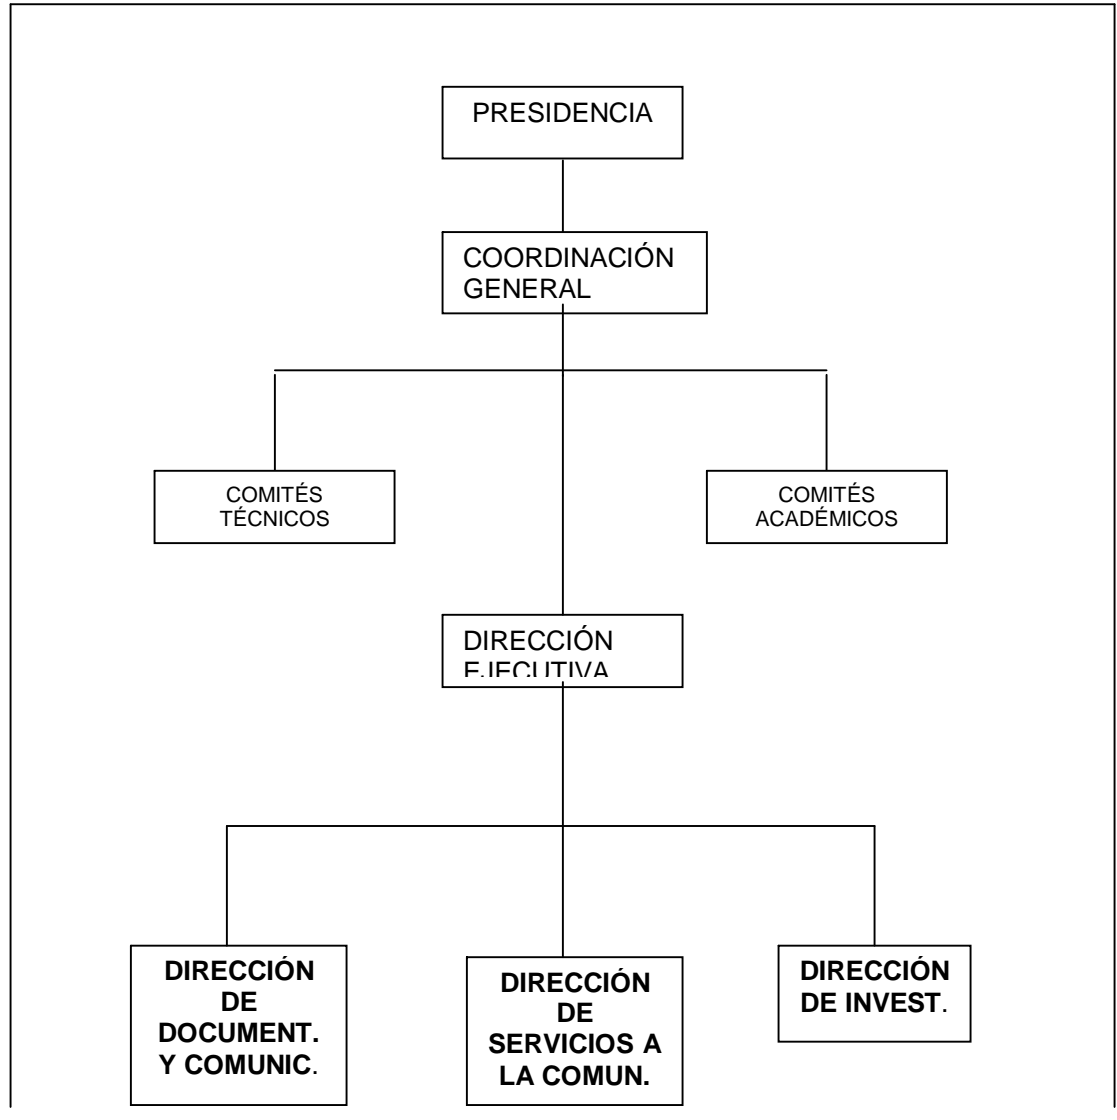 PRESIDENCIA
COORDINACIÓN
GENERAL
COMITÉS
TÉCNICOS
COMITÉS
ACADÉMICOS
DIRECCIÓN
EJECUTIVA
DIRECCIÓN
DE
DOCUMENT.
Y COMUNIC.
DIRECCIÓN
DE
SERVICIOS A
LA COMUN.
DIRECCIÓN
DE INVEST.